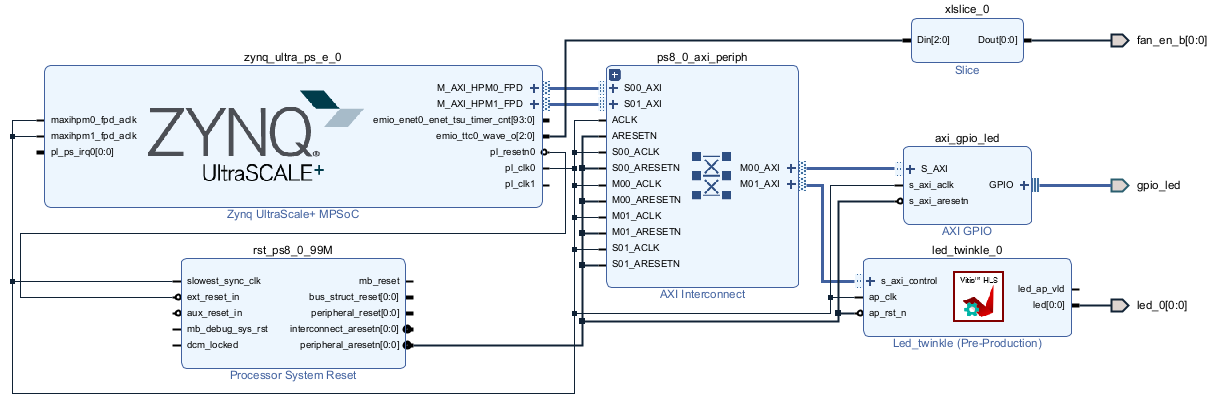 xlslice_0
Din[2:0]
Dout[0:0]
Slice
fan_en_b[0:0]
zynq_ultra_ps_e_0
M_AXI_HPM0_FPD
M_AXI_HPM1_FPD
maxihpm0_fpd_aclk
emio_enet0_enet_tsu_timer_cnt[93:0]
maxihpm1_fpd_aclk
emio_ttc0_wave_o[2:0]
pl_ps_irq0[0:0]
pl_resetn0
pl_clk0
pl_clk1
ZYNQ
UltraSCALE+
Zynq UltraScale+ MPSoC
ps8_0_axi_periph
S00_AXI
S01_AXI
ACLK
ARESETN
S00_ACLK
S00_ARESETN
M00_ACLK
M00_ARESETN
M01_ACLK
M01_ARESETN
S01_ACLK
S01_ARESETN
M00_AXI
M01_AXI
AXI Interconnect
axi_gpio_led
S_AXI
s_axi_aclk
s_axi_aresetn
GPIO
AXI GPIO
gpio_led
rst_ps8_0_99M
slowest_sync_clk
ext_reset_in
aux_reset_in
mb_debug_sys_rst
dcm_locked
mb_reset
bus_struct_reset[0:0]
peripheral_reset[0:0]
interconnect_aresetn[0:0]
peripheral_aresetn[0:0]
Processor System Reset
led_twinkle_0
s_axi_control
ap_clk
ap_rst_n
Vitis™ HLS
led_ap_vld
led[0:0]
Led_twinkle (Pre-Production)
led_0[0:0]